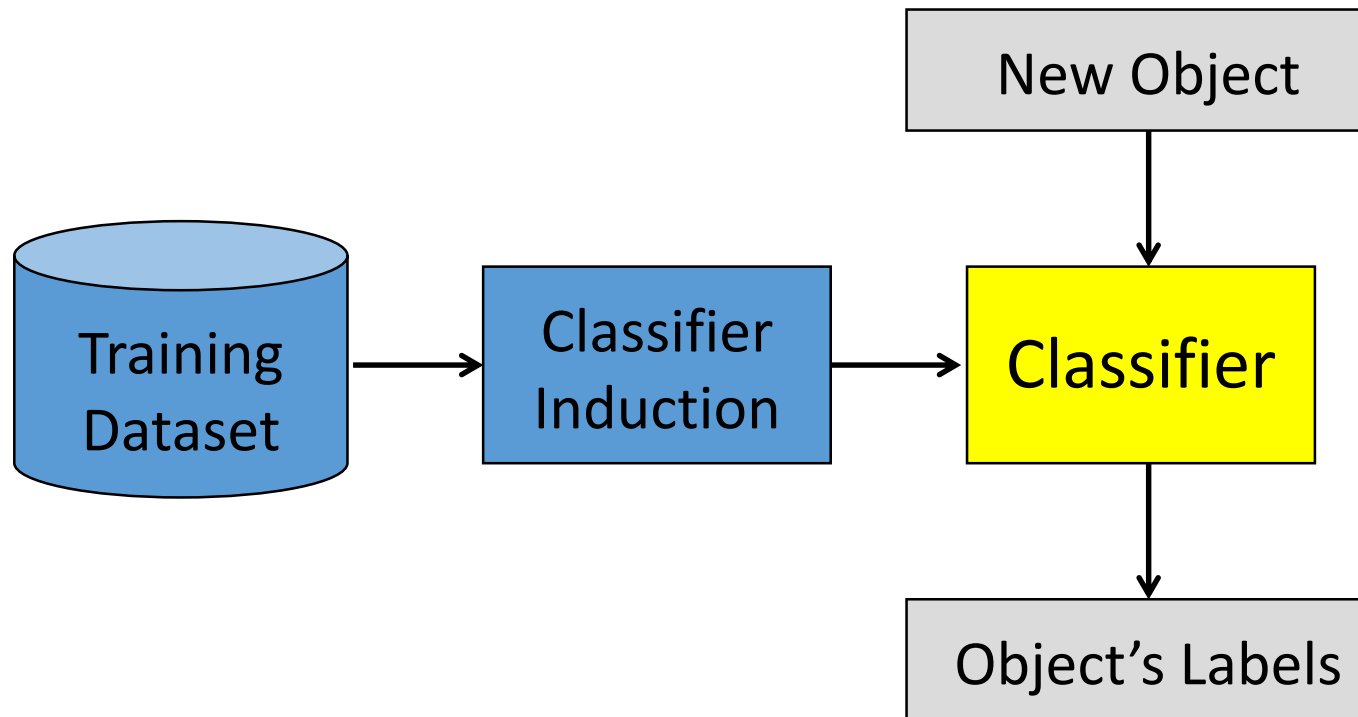 New Object
Training
Dataset
Classifier
Induction
Classifier
Object’s Labels